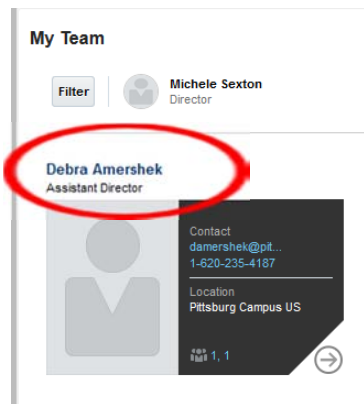 My Team
Filter
Michele Sexton
Director
Debra Amershek
Assistant Director
Contact
damershek@pit...
1-620-235-4187
Location
Pittsburg Campus US
1, 1